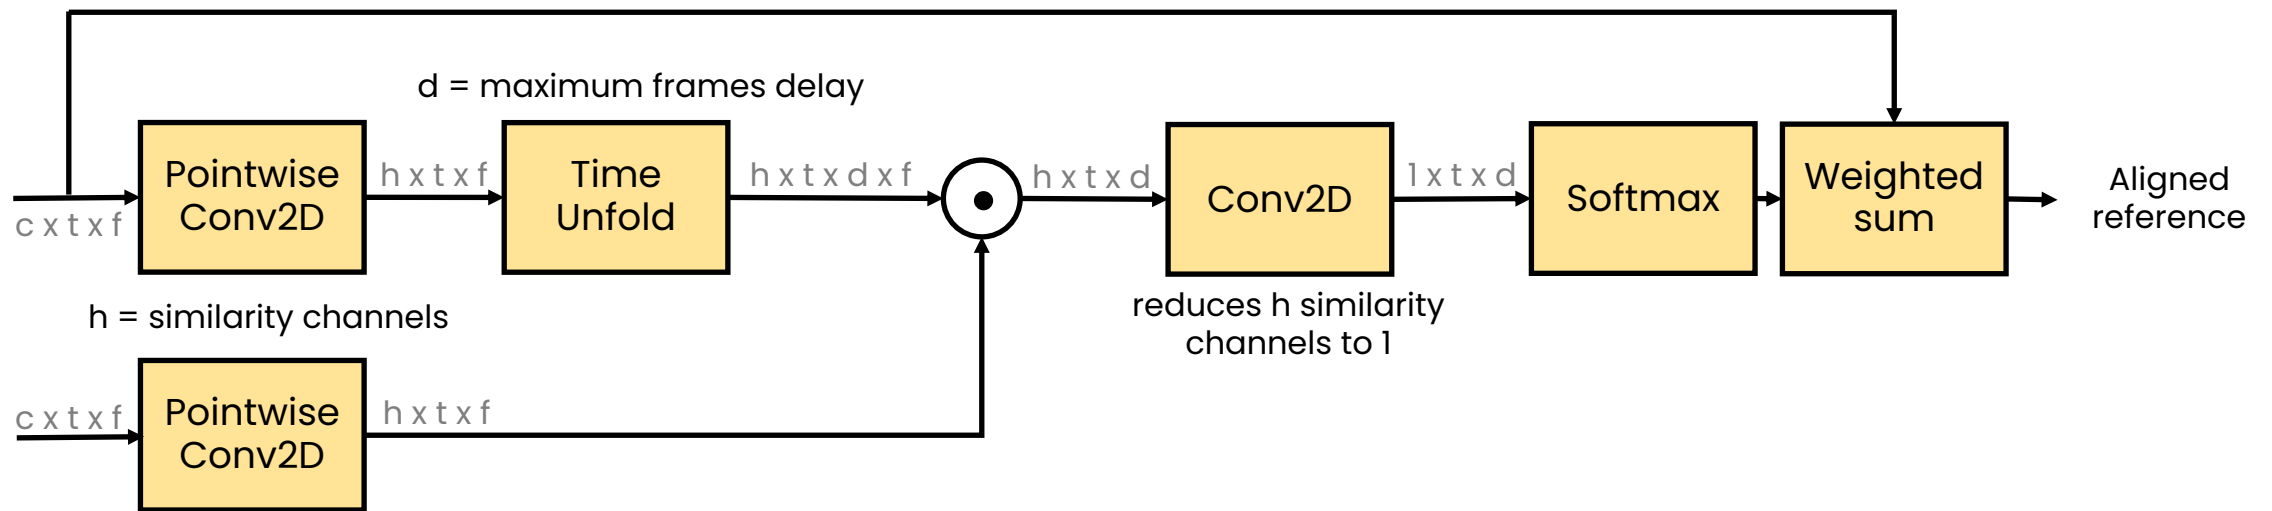 d = maximum frames delay
Pointwise
Conv2D
h x t x f
Time
Unfold
h x t x d x f
h x t x d
Conv2D
1 x t x d
Softmax
Weighted
sum
Aligned
reference
c x t x f
reduces h similarity
channels to 1
h = similarity channels
c x t x f
Pointwise
Conv2D
h x t x f